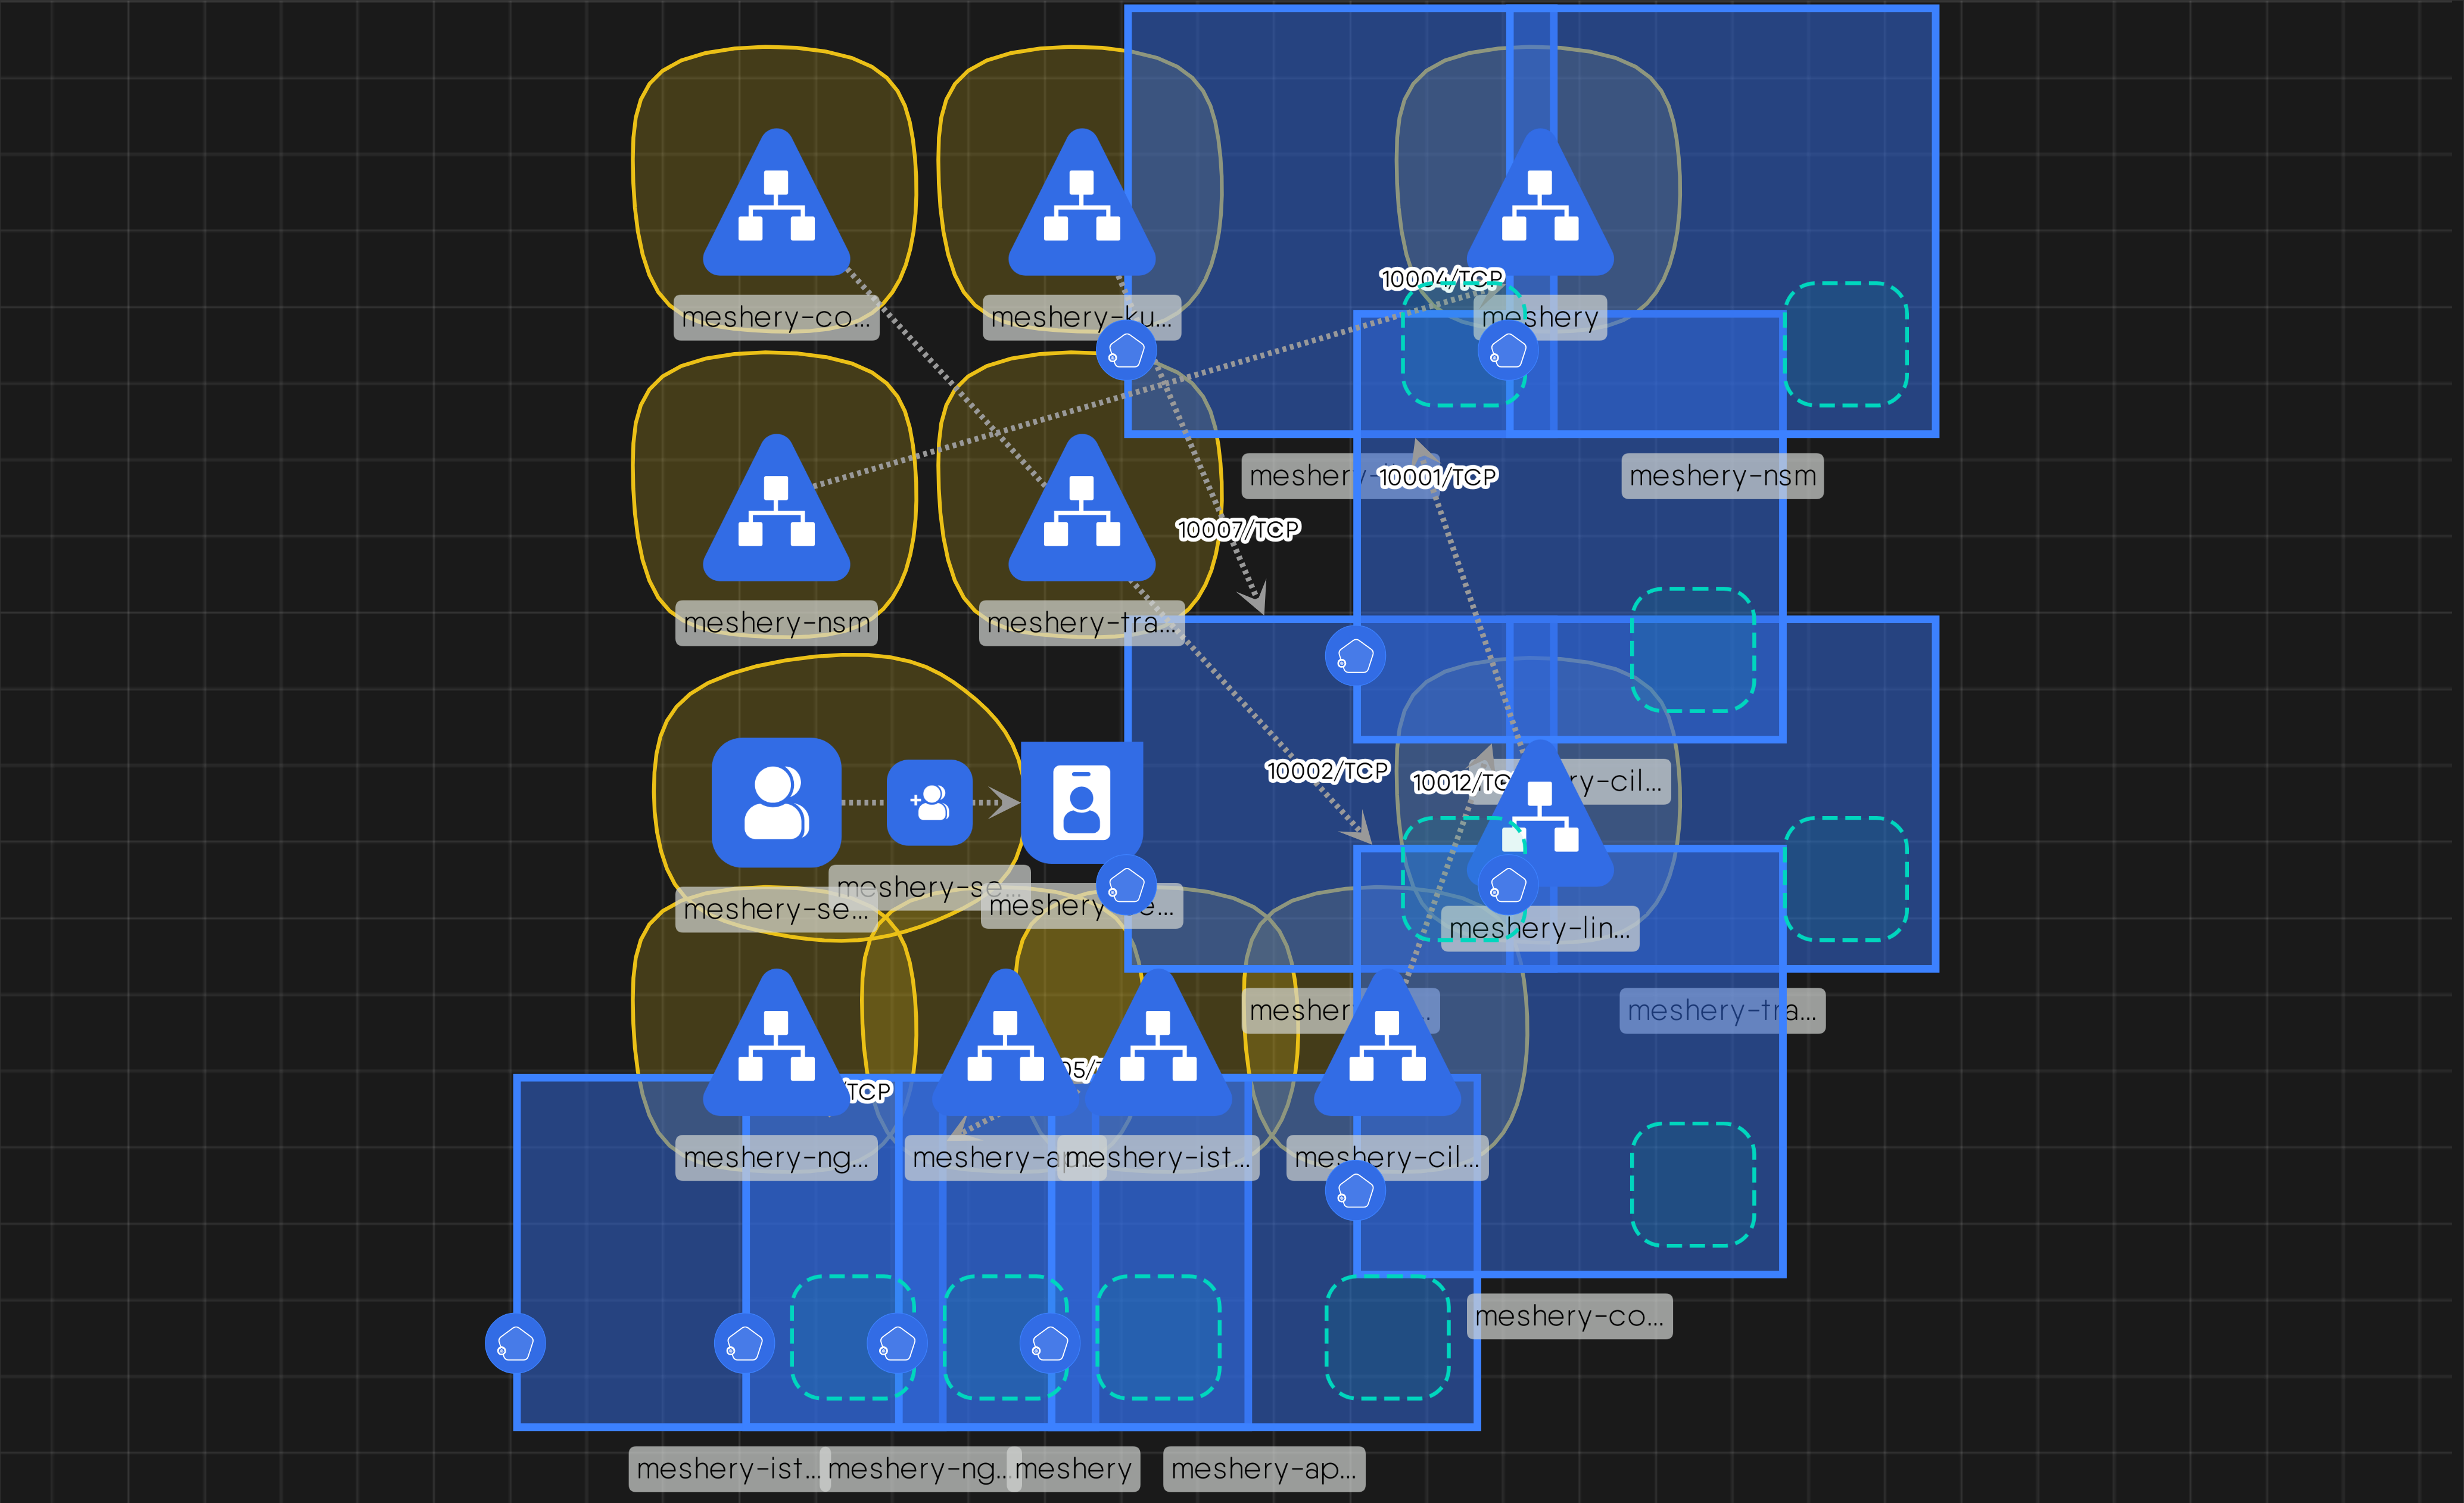 meshery-co...
meshery-ku...
10004/TCP
meshery
meshery-
10001/TCP
meshery-nsm
10007/TCP
meshery-nsm
meshery-tra...
10002/TCP
10012/TC
ry-cil...
meshery-se...
meshery-se...
meshery e...
meshery-lin...
mesher
meshery-tra...
05/T
/TCP
meshery-ng...
meshery-ap
meshery-ist...
meshery-cil...
meshery-co...
meshery-ist...
meshery-ng...
meshery
meshery-ap...